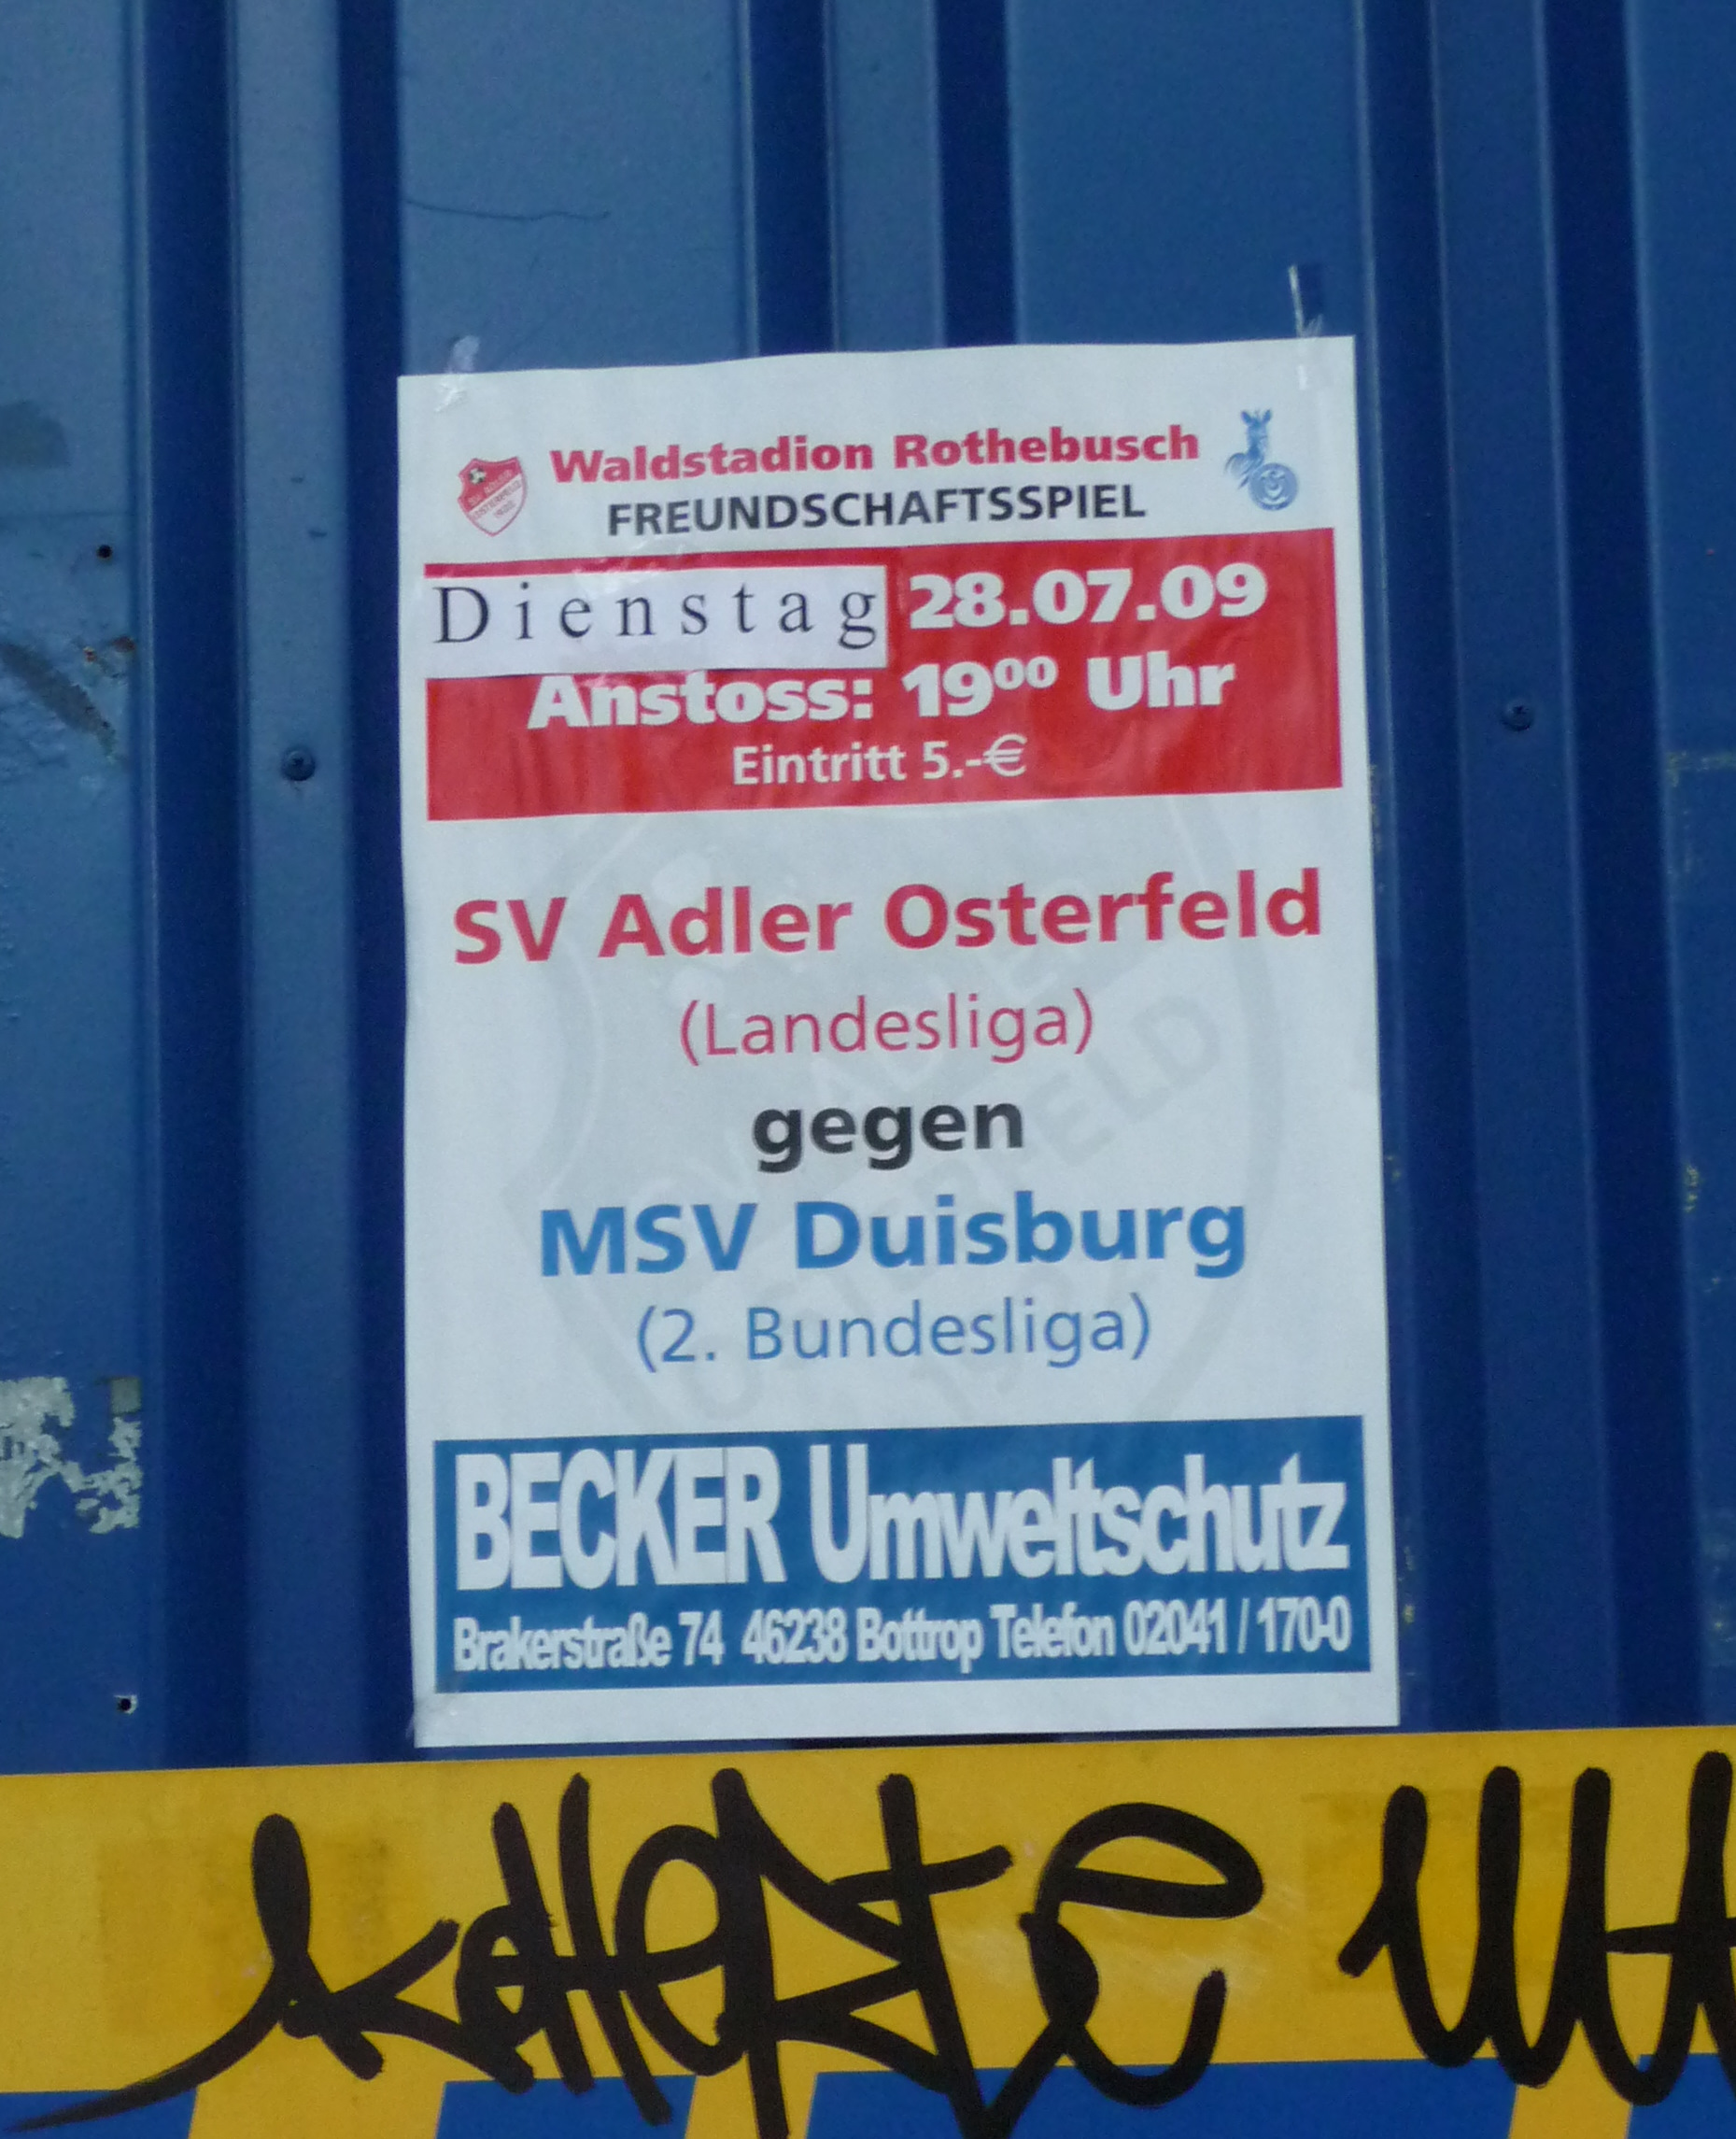 Waldstadion Rothebusch
FREUNDSCHAFTSSPIEL
Dienstag 28.07.09
Anstoss: 19⁰⁰ Uhr
Eintritt 5.-€
SV Adler Osterfeld
(Landesliga)
gegen
MSV Duisburg
(2. Bundesliga)
BECKER Umweltschutz
Brakerstraße 74 46238 Bottrop Telefon 02041 / 170-0